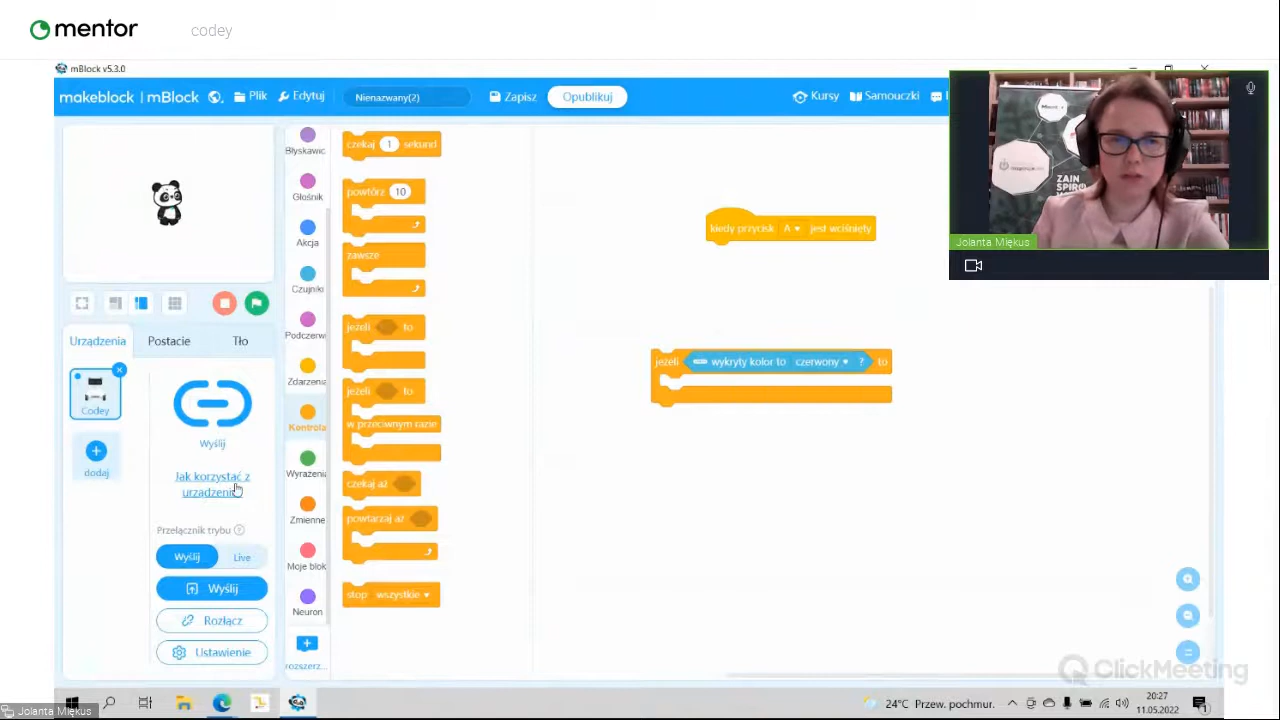 mentor codey
mBlock v5.3.0
makeblock | mBlock Plik Edytuj Nienazwany(2) Zapisz Opublikuj Kursy Samouczki
Błyskawic
Głośnik
Akcja
Czujniki
Podczerw
Zdarzenia
Kontrola
Wyrażenia
Zmienne
Moje blok
Neuron
rozszerz...
czekaj 1 sekund
powtórz 10
zawsze
jeżeli to
jeżeli to
w przeciwnym razie
czekaj aż
powtarzaj aż
stop wszystkie
kiedy przycisk A jest wciśnięty
jeżeli wykryty kolor to czerwony ? to
ZAIN
SPIRO
Jolanta Miękus
Urządzenia Postacie Tło
Codey
dodaj
Wyślij
Jak korzystać z
urządzeni
Przełącznik trybu ?
Wyślij Live
Wyślij
Rozłącz
Ustawienie
ClickMeeting
24°C Przew. pochmur.
20:27
11.05.2022
Jolanta Miękus